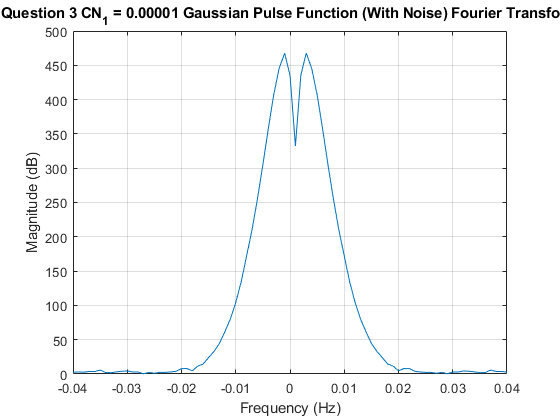 Question 3 CN1 = 0.00001 Gaussian Pulse Function (With Noise) Fourier Transfo
500
450
400
350
300
250
200
150
100
50
0
Magnitude (dB)
-0.04 -0.03 -0.02 -0.01 0 0.01 0.02 0.03 0.04
Frequency (Hz)